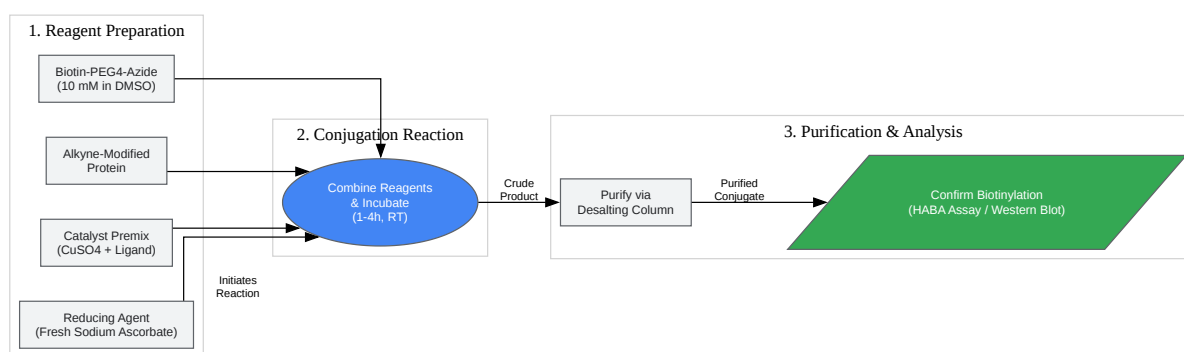 1. Reagent Preparation
Biotin-PEG4-Azide
(10 mM in DMSO)
Alkyne-Modified
Protein
Catalyst Premix
(CuSO4 + Ligand)
Reducing Agent
(Fresh Sodium Ascorbate)
Initiates
Reaction
2. Conjugation Reaction
Combine Reagents
& Incubate
(1-4h, RT)
Crude
Product
3. Purification & Analysis
Purify via
Desalting Column
Purified
Conjugate
Confirm Biotinylation
(HABA Assay / Western Blot)